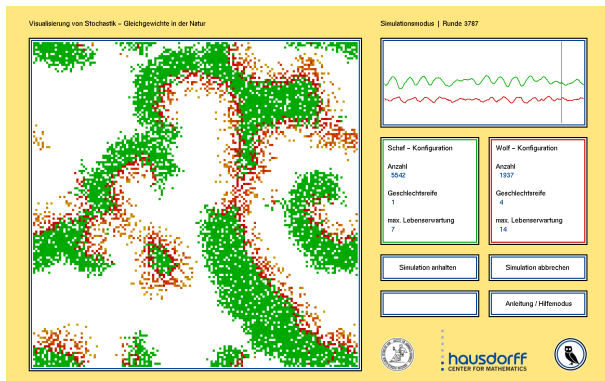 Visualisierung von Stochastik – Gleichgewichte in der Natur
Simulationsmodus | Runde 3787
Schaf – Konfiguration
Anzahl
5542
Geschlechtsreife
1
max. Lebenserwartung
7
Wolf – Konfiguration
Anzahl
1937
Geschlechtsreife
4
max. Lebenserwartung
14
Simulation anhalten
Simulation abbrechen
Anleitung / Hilfemodus
hausdorff
CENTER FOR MATHEMATICS